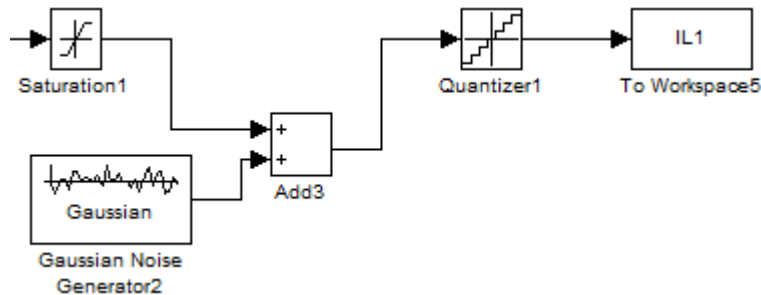 IL1
Saturation1
Quantizer1
To Workspace5
+
+
Add3
Gaussian
Gaussian Noise
Generator2